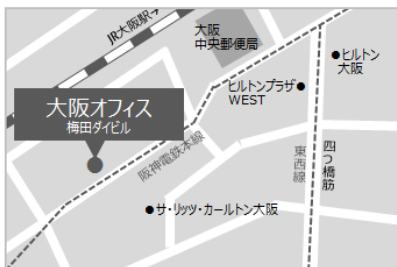 JR大阪駅
大阪
中央郵便局
●ヒルトン
大阪
ヒルトンプラザ●
WEST
大阪オフィス
梅田ダイビル
阪神電鉄本線
東西線
四つ橋筋
●サ・リッツ・カールトン大阪